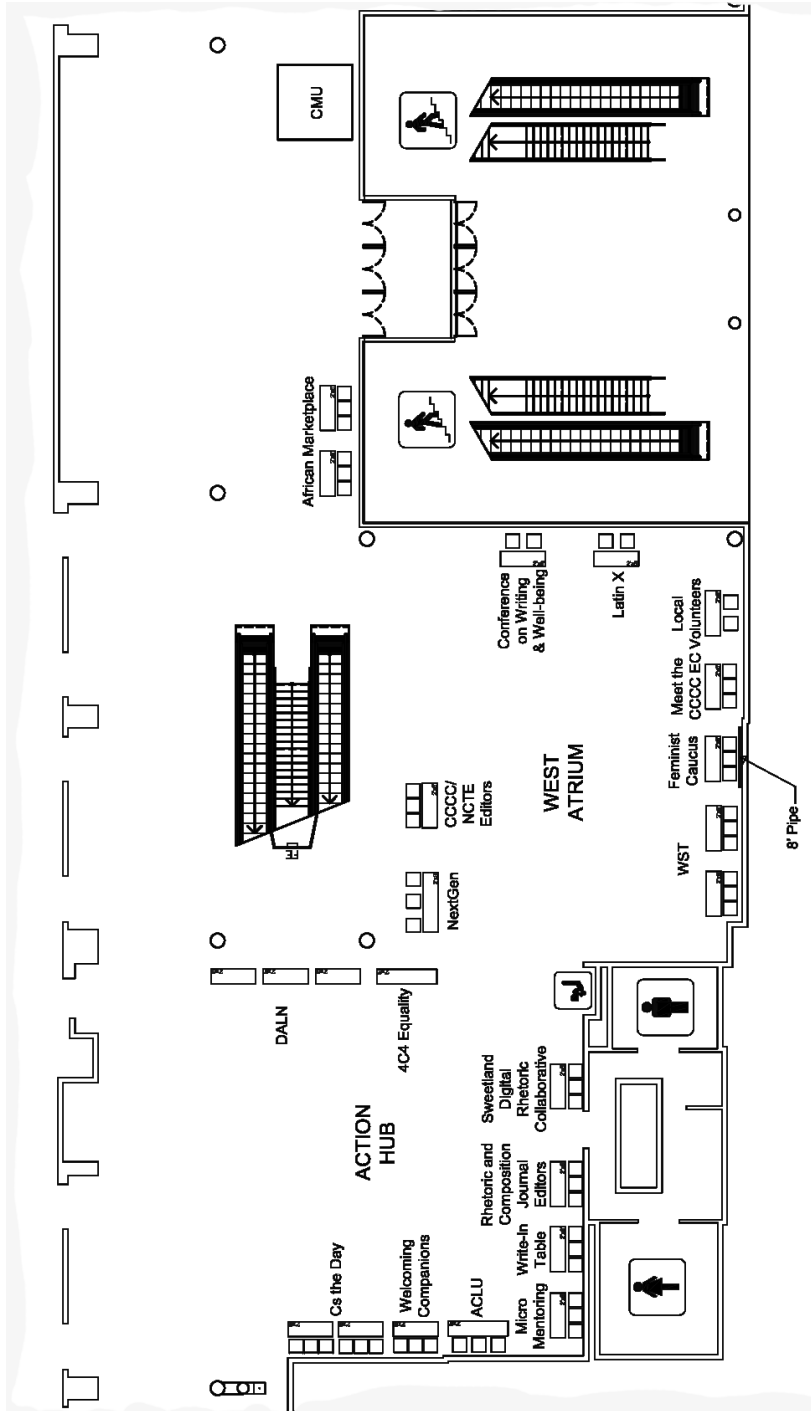 CMU
African Marketplace
DALN
Cs the Day
ACTION
HUB
Welcoming
Companions
4C4 Equality
NextGen
CCCC/
NCTE
Editors
ACLU
Conference
on Writing
& Well-being
WEST
ATRIUM
Latin X
Micro
Mentoring
Write-In
Table
Rhetoric and
Composition
Journal
Editors
Sweetland
Digital
Rhetoric
Collaborative
WST
Feminist
Caucus
Meet the
CCCC EC
Local
Volunteers
8' Pipe